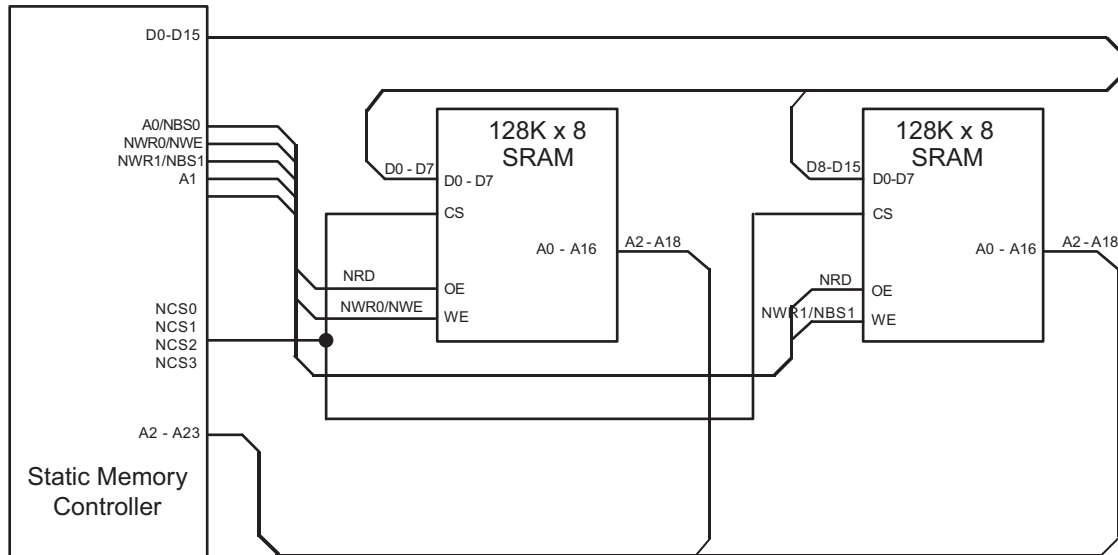 D0-D15
A0/NBS0
NWR0/NWE
NWR1/NBS1
A1
NCS0
NCS1
NCS2
NCS3
A2 - A23
Static Memory
Controller
128K x 8
SRAM
D0 - D7
D0 - D7
CS
A0 - A16
A2 - A18
NRD
OE
NWR0/NWE
WE
128K x 8
SRAM
D8-D15
D0-D7
CS
A0 - A16
A2 - A18
NRD
OE
NWR1/NBS1
WE